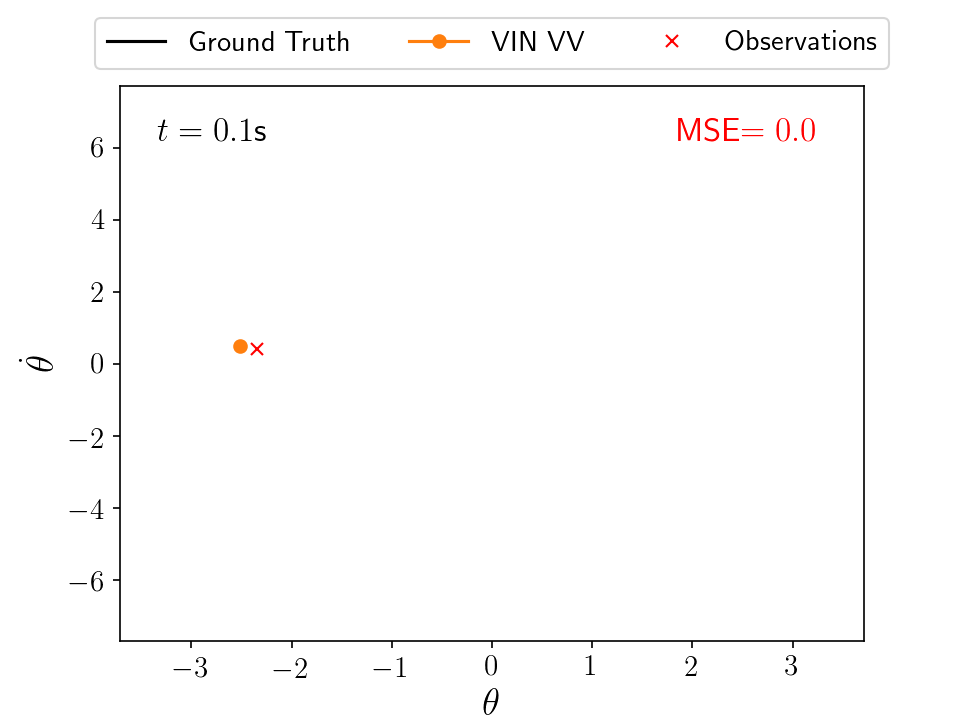 Ground Truth VIN VV Observations
t = 0.1s MSE= 0.0
6
4
2
0
−2
−4
−6
θ̇
−3 −2 −1 0 1 2 3
θ